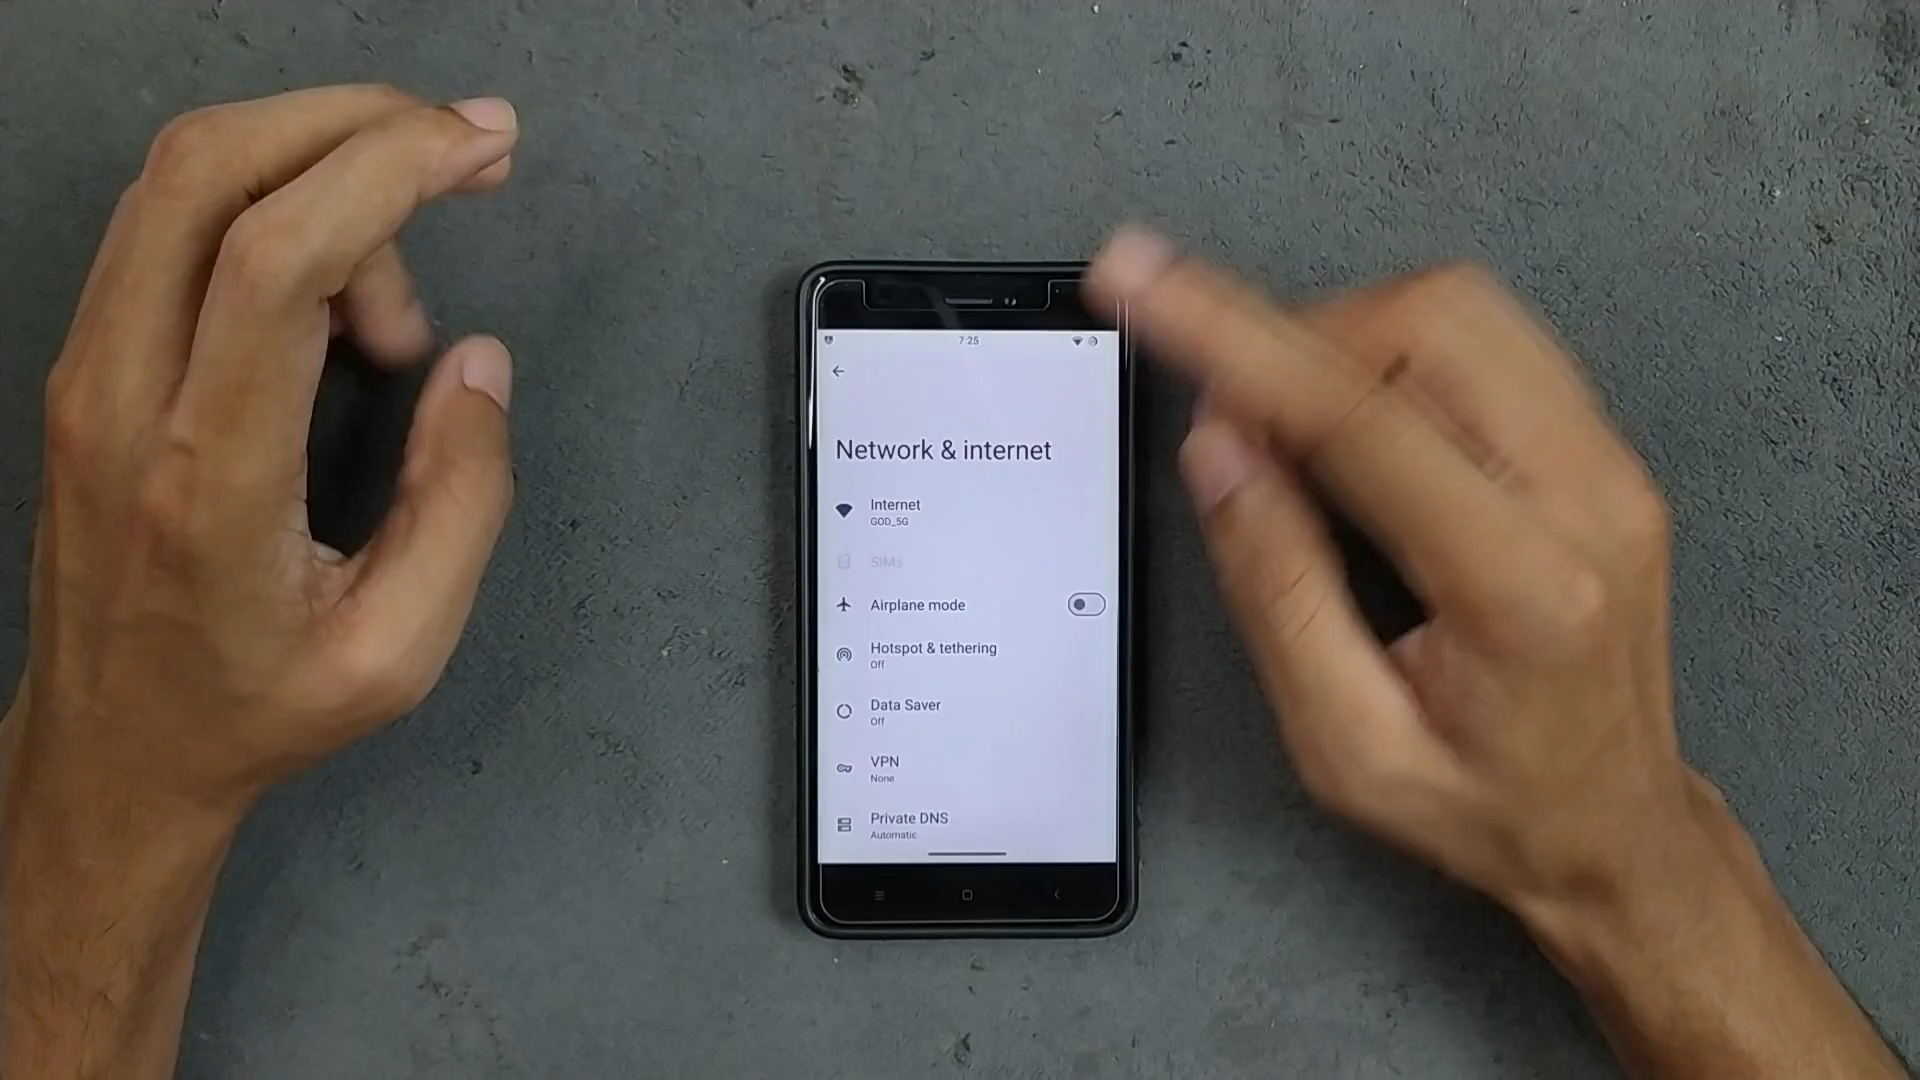 7:25
Network & internet
Internet
GOD_5G
SIMs
Airplane mode
Hotspot & tethering
Off
Data Saver
Off
VPN
None
Private DNS
Automatic